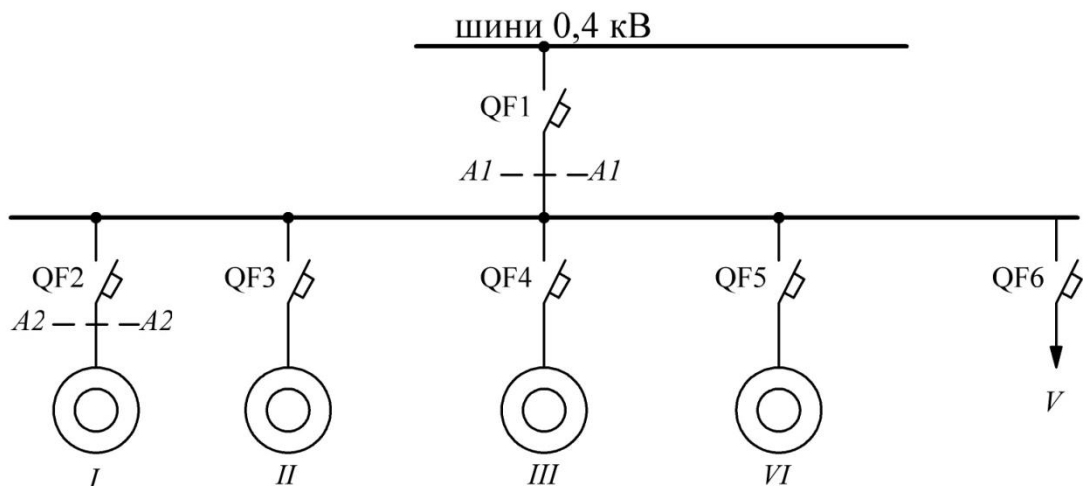 шини 0,4 кВ
QF1
A1 A1
QF2 QF3 QF4 QF5 QF6
A2 A2
I II III VI V